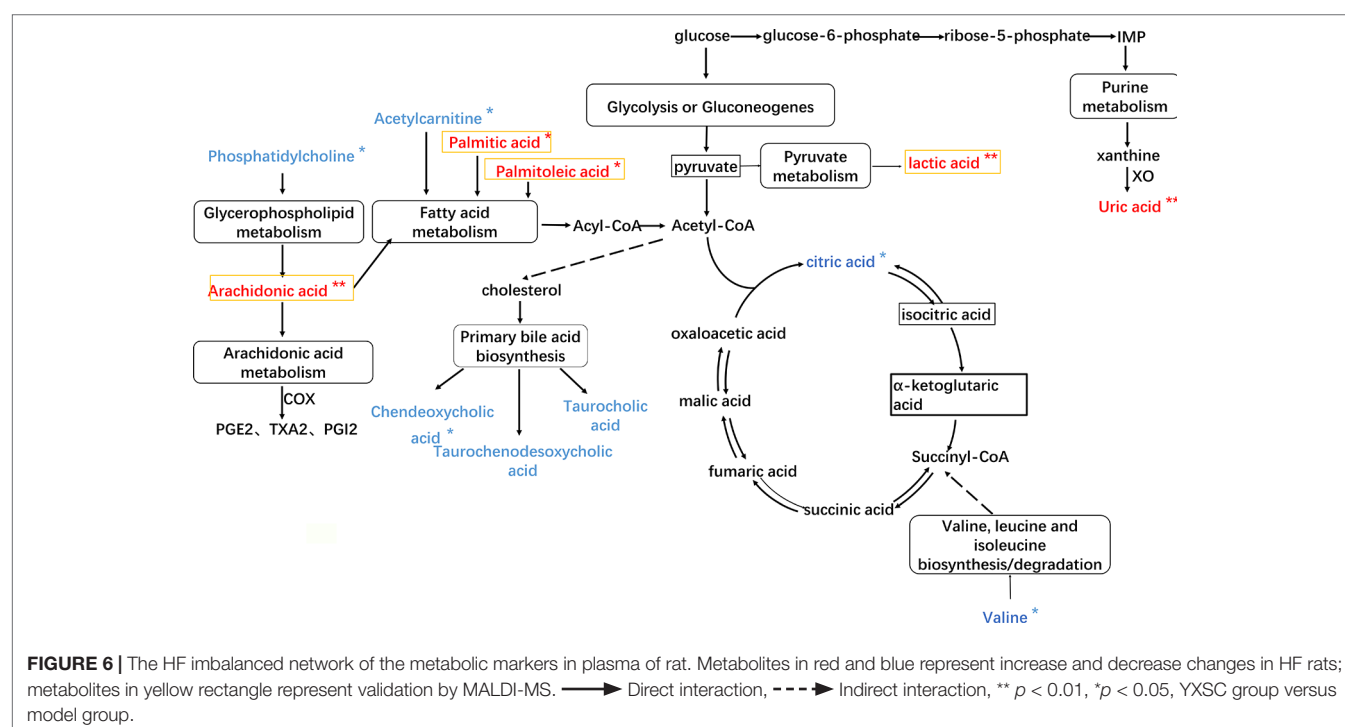 glucose
glucose-6-phosphate
ribose-5-phosphate
IMP
Glycolysis or Gluconeogenes
Purine
metabolism
Acetylcarnitine *
Palmitic acid *
Phosphatidylcholine *
Palmitoleic acid *
pyruvate
Pyruvate
metabolism
lactic acid **
xanthine
XO
Uric acid **
Glycerophospholipid
metabolism
Fatty acid
metabolism
Acyl-CoA
Acetyl-CoA
citric acid *
Arachidonic acid **
cholesterol
isocitric acid
oxaloacetic acid
Primary bile acid
biosynthesis
Arachidonic acid
metabolism
α-ketoglutaric
acid
COX
malic acid
Chendeoxycholic
acid *
Taurocholic
acid
PGE2、TXA2、PGI2
Taurochenodesoxycholic
acid
Succinyl-CoA
fumaric acid
succinic acid
Valine, leucine and
isoleucine
biosynthesis/degradation
Valine *
FIGURE 6 | The HF imbalanced network of the metabolic markers in plasma of rat. Metabolites in red and blue represent increase and decrease changes in HF rats;
metabolites in yellow rectangle represent validation by MALDI-MS. Direct interaction, Indirect interaction, ** p < 0.01, *p < 0.05, YXSC group versus
model group.